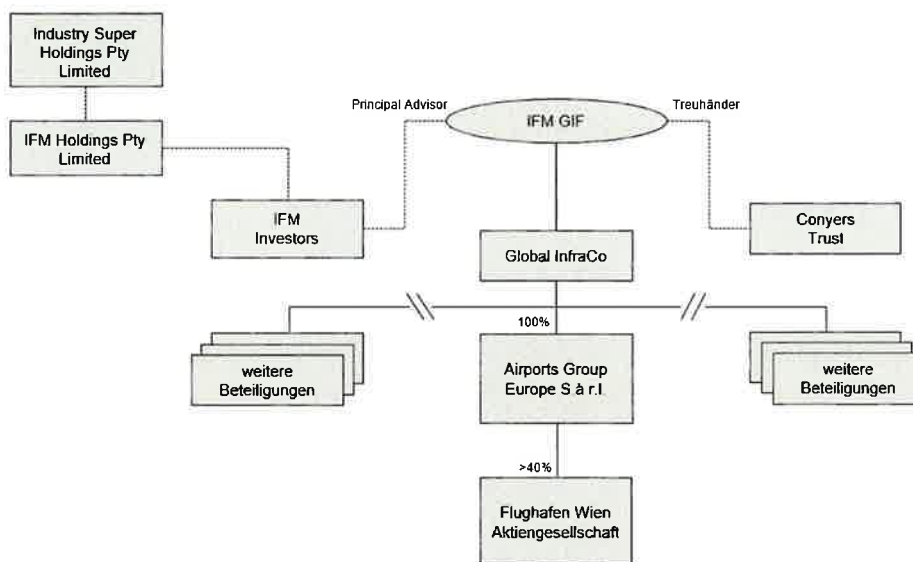 Industry Super
Holdings Pty
Limited
IFM Holdings Pty
Limited
Principal Advisor
IFM GIF
Treuhänder
IFM
Investors
Conyers
Trust
Global InfraCo
100%
weitere
Beteiligungen
Airports Group
Europe S à r.l.
weitere
Beteiligungen
>40%
Flughafen Wien
Aktiengesellschaft